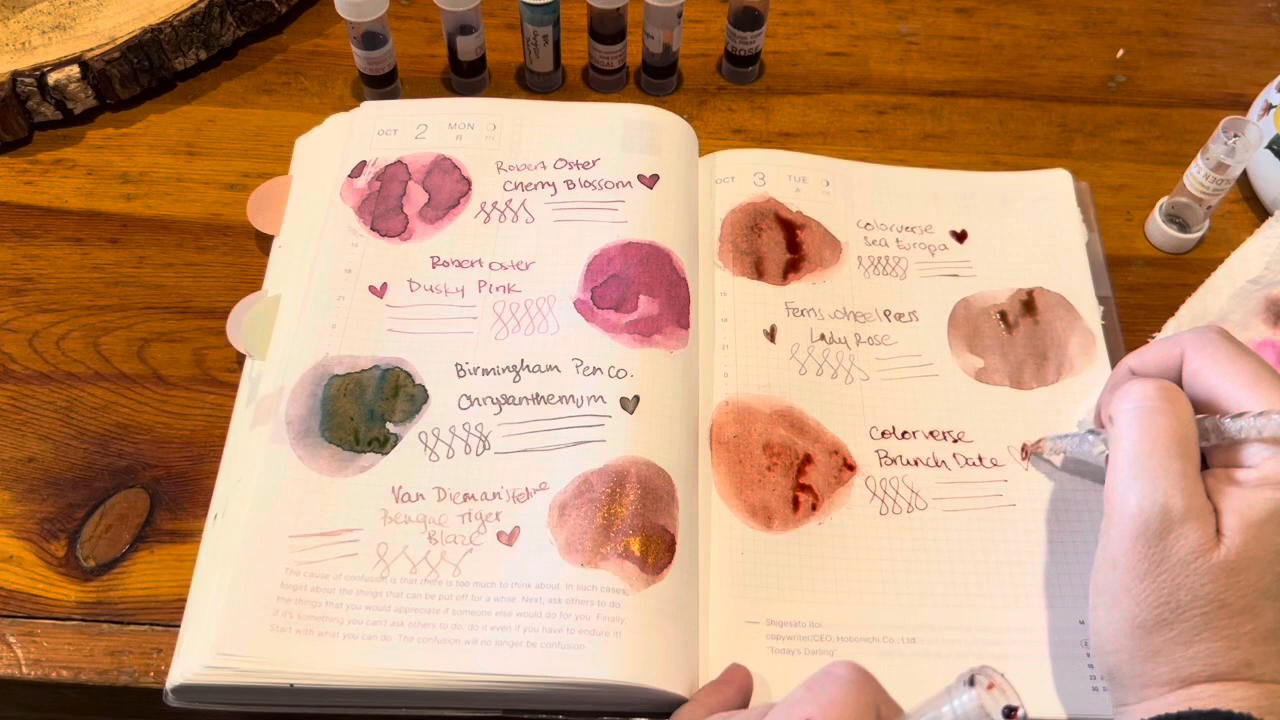 OCT 2 MON
Robert Oster
Cherry Blossom
Robert Oster
Dusky Pink
Birmingham Pen Co.
Chrysanthemum
Van Dieman's feline
Bengal Tiger
Blaze
The cause of confusion is that there is too much to think about. In such cases,
forget about the things that can be put off for a while. Next, ask others to do
the things that you would appreciate if someone else would do for you. Finally,
if it's something you can't ask others to do, do it even if you have to endure it!
Start with what you can do. The confusion will no longer be confusion.
OCT 3 TUE
Colorverse
Sea Europa
Ferris Wheel Press
Lady Rose
Colorverse
Brunch Date
Shigesato Itoi
copywriter/CEO, Hobonichi Co., Ltd.
"Today's Darling"
ROSE